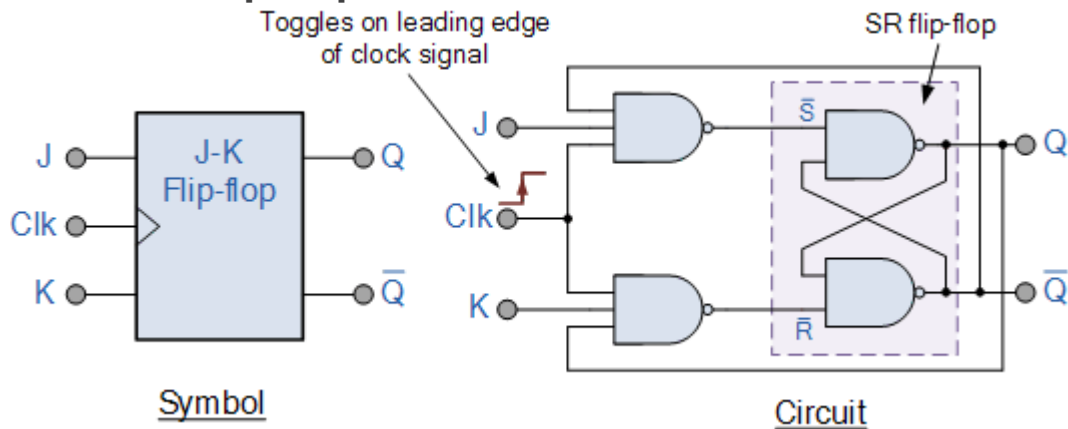 Toggles on leading edge
of clock signal
SR flip-flop
J
Clk
K
J-K
Flip-flop
Q
Q̅
Symbol
J
Clk
K
S̅
R̅
Q
Q̅
Circuit